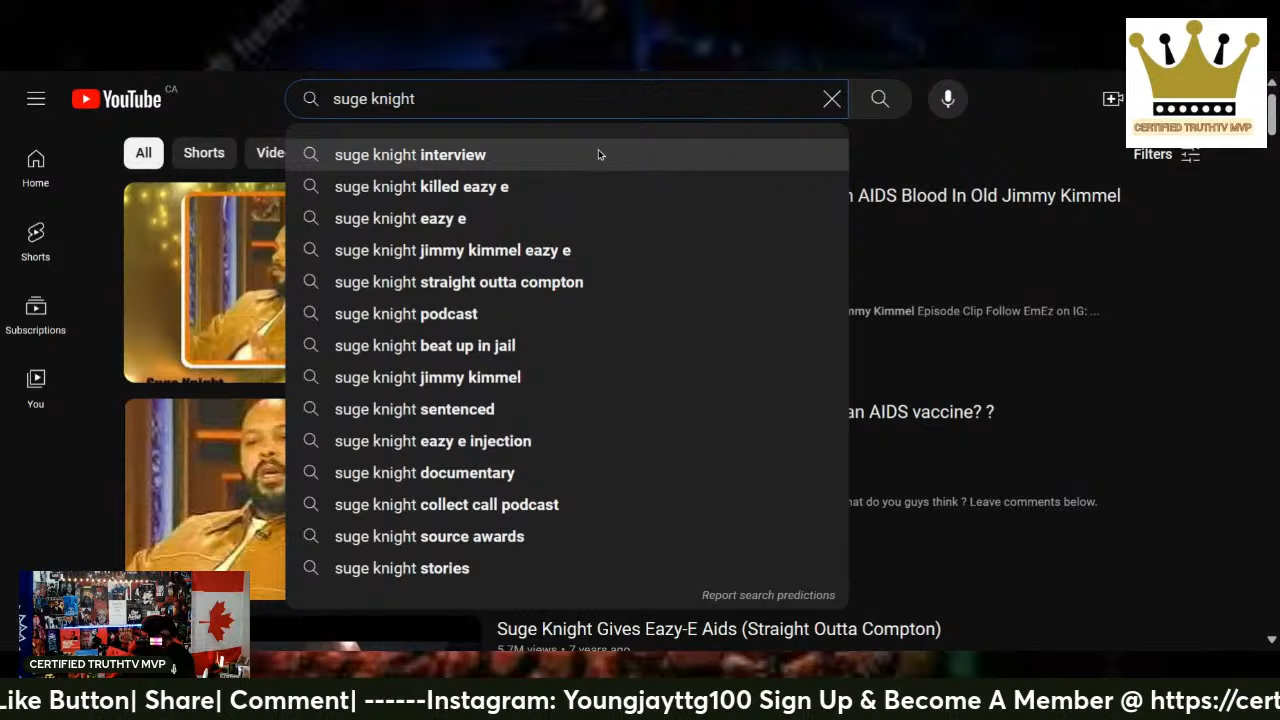 YouTube CA
suge knight
CERTIFIED TRUTHTV MVP
All
Shorts
Vide
Filters
Home
Shorts
Subscriptions
You
suge knight interview
suge knight killed eazy e
suge knight eazy e
suge knight jimmy kimmel eazy e
suge knight straight outta compton
suge knight podcast
suge knight beat up in jail
suge knight jimmy kimmel
suge knight sentenced
suge knight eazy e injection
suge knight documentary
suge knight collect call podcast
suge knight source awards
suge knight stories
Report search predictions
AIDS Blood In Old Jimmy Kimmel
mmy Kimmel Episode Clip Follow EmEz on IG: ...
Suge Knight
an AIDS vaccine? ?
hat do you guys think ? Leave comments below.
Suge Knight Gives Eazy-E Aids (Straight Outta Compton)
5.7M views • 7 years ago
CERTIFIED TRUTHTV MVP
Like Button| Share| Comment| ------Instagram: Youngjayttg100 Sign Up & Become A Member @ https://cert